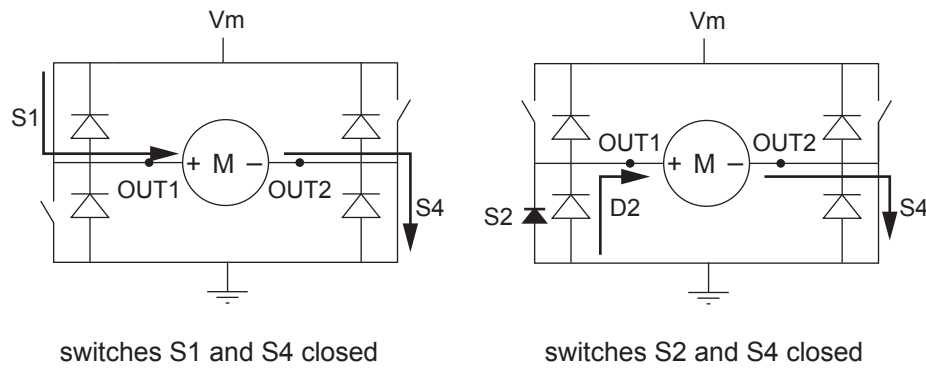 Vm
S1
+ M –
OUT1
OUT2
S4
switches S1 and S4 closed
Vm
OUT1
OUT2
+ M –
S2
D2
S4
switches S2 and S4 closed